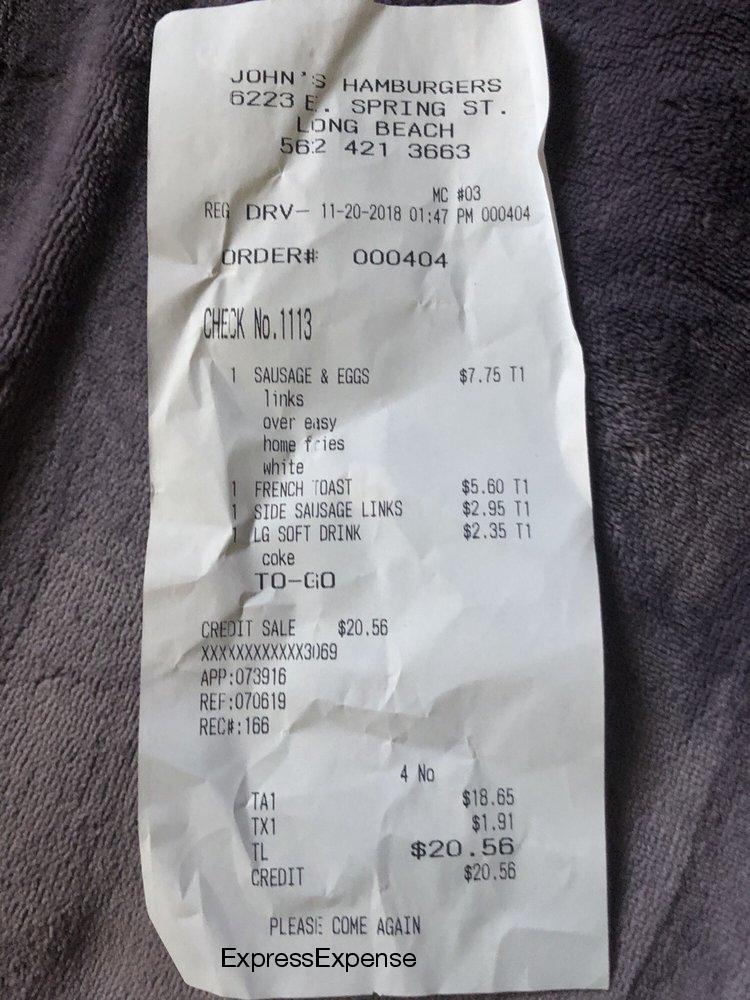 JOHN'S HAMBURGERS
6223 E. SPRING ST.
LONG BEACH
562 421 3663
MC #03
REG DRV— 11-20-2018 01:47 PM 000404
ORDER# 000404
CHECK No.1113
1 SAUSAGE & EGGS $7.75 T1
links
over easy
home fries
white
1 FRENCH TOAST $5.60 T1
1 SIDE SAUSAGE LINKS $2.95 T1
1 LG SOFT DRINK $2.35 T1
coke
TO—GO
CREDIT SALE $20.56
XXXXXXXXXXXX3069
APP:073916
REF:070619
REC#:166
4 No
TA1 $18.65
TX1 $1.91
TL $20.56
CREDIT $20.56
PLEASE COME AGAIN
ExpressExpense